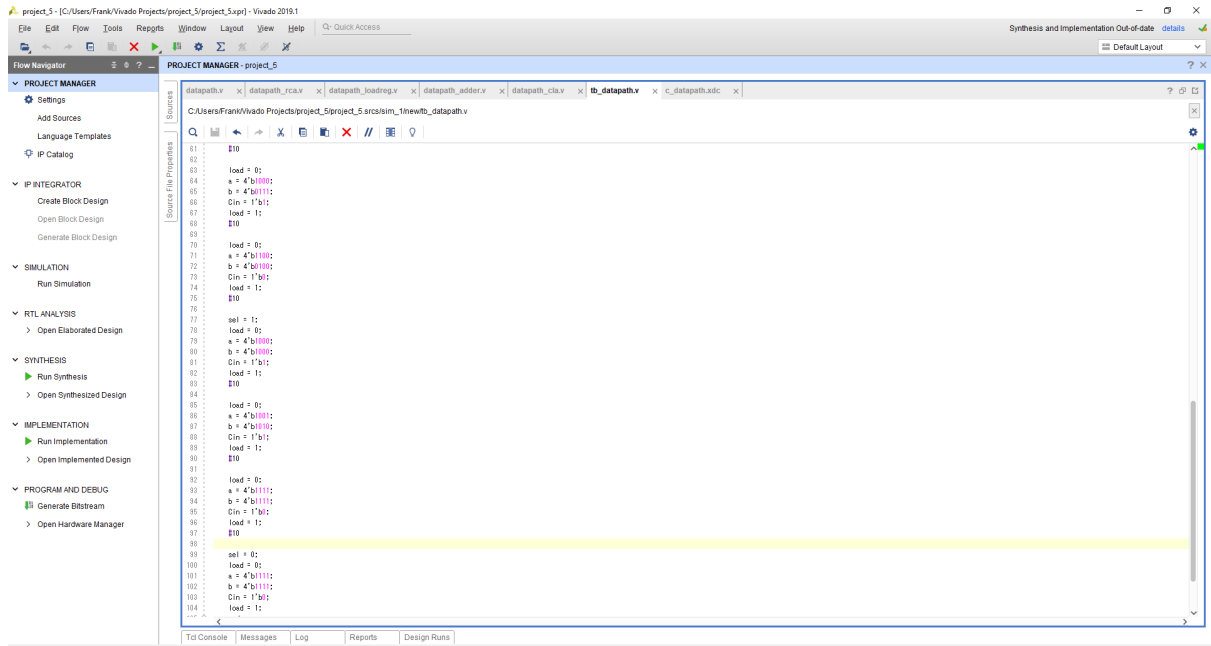 project_5 - [C:/Users/Frank/Vivado Projects/project_5/project_5.xpr] - Vivado 2019.1
File Edit Flow Tools Reports Window Layout View Help Quick Access
Synthesis and Implementation Out-of-date details
Default Layout
Flow Navigator
PROJECT MANAGER - project_5
PROJECT MANAGER
Settings
Add Sources
Language Templates
IP Catalog
IP INTEGRATOR
Create Block Design
Open Block Design
Generate Block Design
SIMULATION
Run Simulation
RTL ANALYSIS
Open Elaborated Design
SYNTHESIS
Run Synthesis
Open Synthesized Design
IMPLEMENTATION
Run Implementation
Open Implemented Design
PROGRAM AND DEBUG
Generate Bitstream
Open Hardware Manager
Sources
Source File Properties
datapath.v datapath_rca.v datapath_loadreg.v datapath_adder.v datapath_cla.v tb_datapath.v c_datapath.xdc
C:/Users/Frank/Vivado Projects/project_5/project_5.srcs/sim_1/new/tb_datapath.v
61 #10
62
63 load = 0;
64 a = 4'b1000;
65 b = 4'b0111;
66 Cin = 1'b1;
67 load = 1;
68 #10
69
70 load = 0;
71 a = 4'b1100;
72 b = 4'b0100;
73 Cin = 1'b0;
74 load = 1;
75 #10
76
77 sel = 1;
78 load = 0;
79 a = 4'b1000;
80 b = 4'b1000;
81 Cin = 1'b1;
82 load = 1;
83 #10
84
85 load = 0;
86 a = 4'b1001;
87 b = 4'b1010;
88 Cin = 1'b1;
89 load = 1;
90 #10
91
92 load = 0;
93 a = 4'b1111;
94 b = 4'b1111;
95 Cin = 1'b0;
96 load = 1;
97 #10
98
99 sel = 0;
100 load = 0;
101 a = 4'b1111;
102 b = 4'b1111;
103 Cin = 1'b0;
104 load = 1;
Tcl Console Messages Log Reports Design Runs